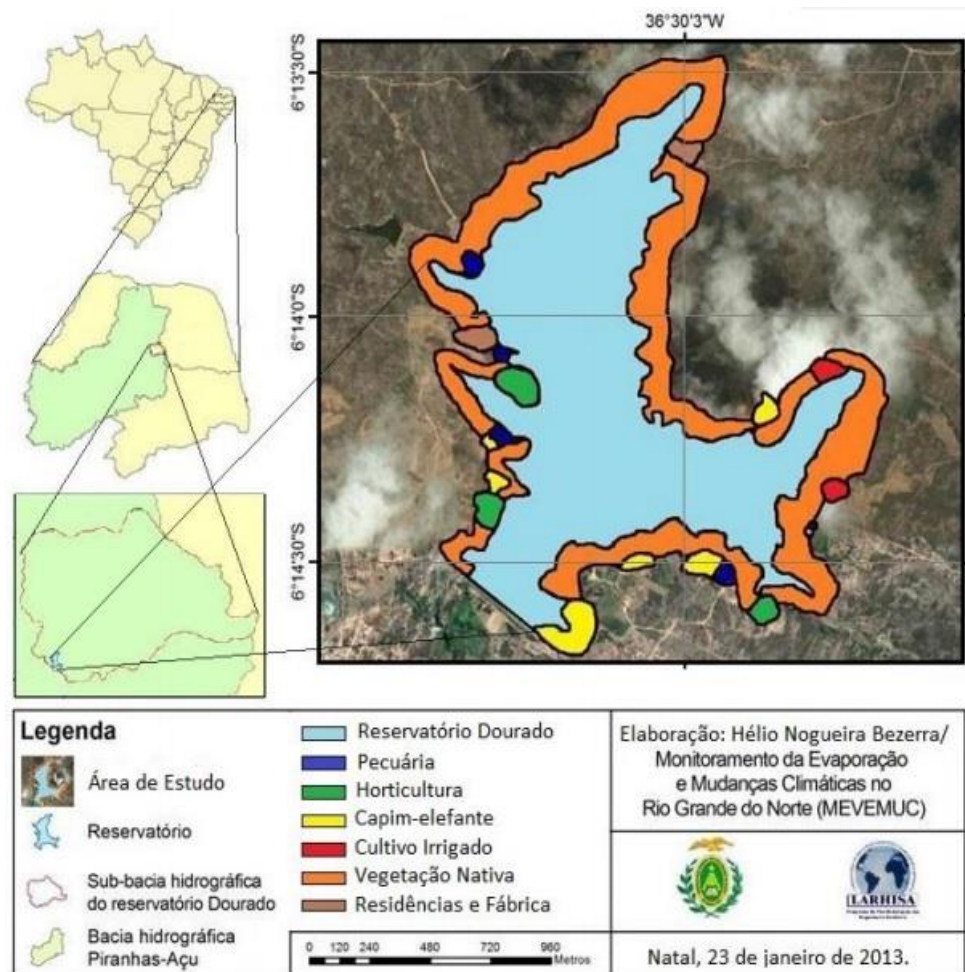 36°30'3"W
6°13'30"S
6°14'0"S
6°14'30"S
Legenda
Área de Estudo
Reservatório
Sub-bacia hidrográfica
do reservatório Dourado
Bacia hidrográfica
Piranhas-Açu
Reservatório Dourado
Pecuária
Horticultura
Capim-elefante
Cultivo Irrigado
Vegetação Nativa
Residências e Fábrica
0 120 240 480 720 960
Metros
Elaboração: Hélio Nogueira Bezerra/
Monitoramento da Evaporação
e Mudanças Climáticas no
Rio Grande do Norte (MEVEMUC)
LARHISA
Natal, 23 de janeiro de 2013.